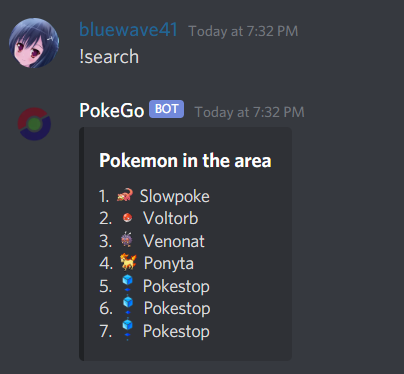 bluewave41 Today at 7:32 PM
!search
PokeGo BOT Today at 7:32 PM
Pokemon in the area
1. Slowpoke
2. Voltorb
3. Venonat
4. Ponyta
5. Pokestop
6. Pokestop
7. Pokestop